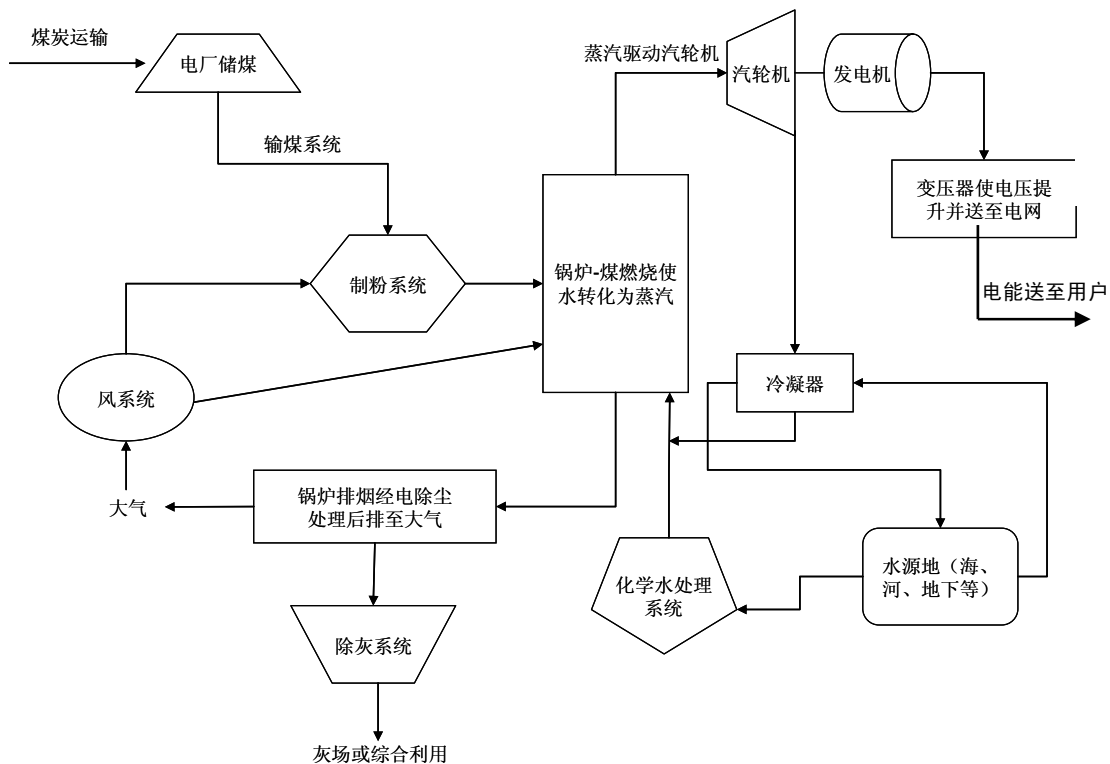 煤炭运输
电厂储煤
输煤系统
蒸汽驱动汽轮机
汽轮机
发电机
变压器使电压提
升并送至电网
电能送至用户
制粉系统
锅炉-煤燃烧使
水转化为蒸汽
风系统
冷凝器
大气
锅炉排烟经电除尘
处理后排至大气
水源地（海、
河、地下等）
化学水处理
系统
除灰系统
灰场或综合利用